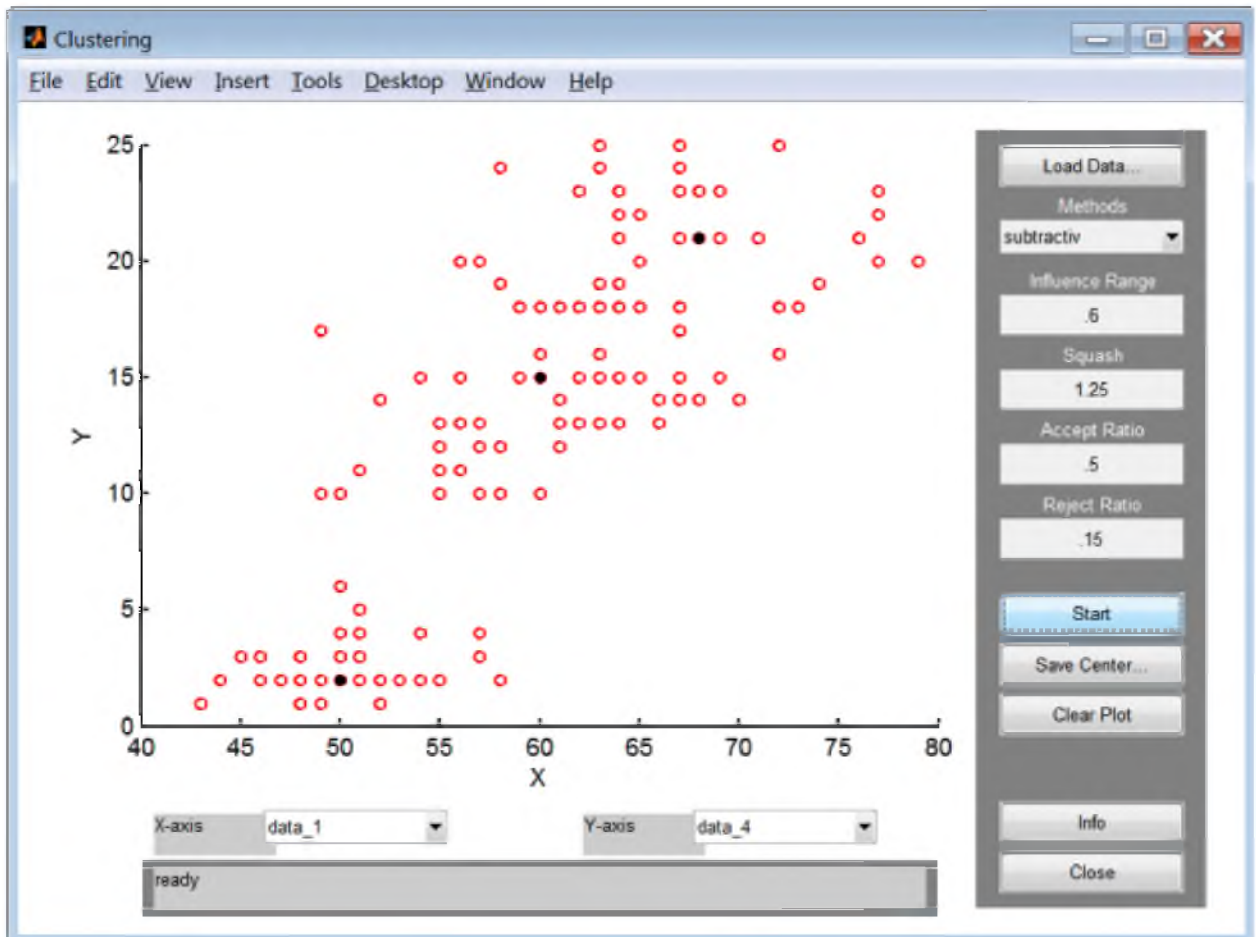 Clustering
File Edit View Insert Tools Desktop Window Help
25
20
15
10
5
0
Y
40 45 50 55 60 65 70 75 80
X
X-axis data_1 Y-axis data_4
ready
Load Data...
Methods
subtractiv
Influence Range
.6
Squash
1.25
Accept Ratio
.5
Reject Ratio
.15
Start
Save Center...
Clear Plot
Info
Close